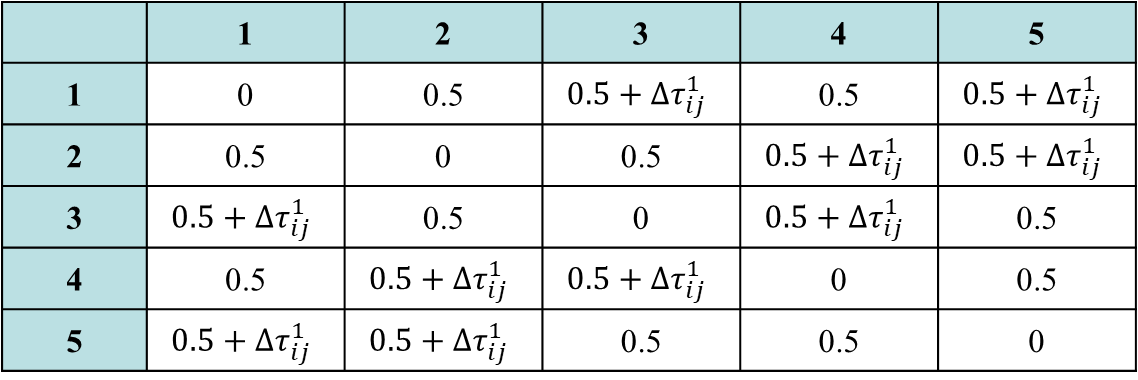 1 2 3 4 5
1 0 0.5 0.5 + Δτ¹ᵢⱼ 0.5 0.5 + Δτ¹ᵢⱼ
2 0.5 0 0.5 0.5 + Δτ¹ᵢⱼ 0.5 + Δτ¹ᵢⱼ
3 0.5 + Δτ¹ᵢⱼ 0.5 0 0.5 + Δτ¹ᵢⱼ 0.5
4 0.5 0.5 + Δτ¹ᵢⱼ 0.5 + Δτ¹ᵢⱼ 0 0.5
5 0.5 + Δτ¹ᵢⱼ 0.5 + Δτ¹ᵢⱼ 0.5 0.5 0